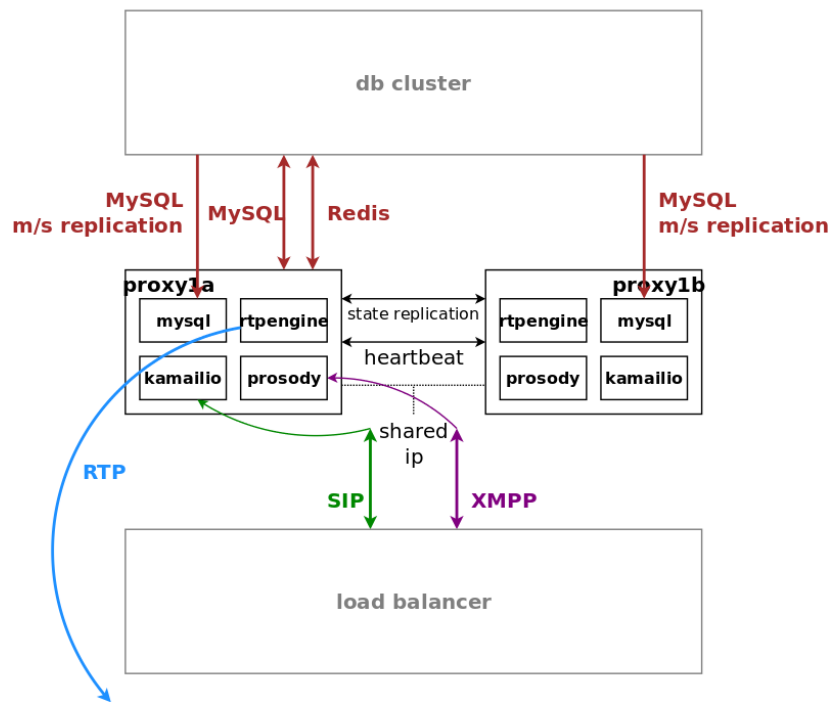 db cluster
MySQL
m/s replication
MySQL
Redis
MySQL
m/s replication
proxy1a
proxy1b
mysql
rtpengine
state replication
rtpengine
mysql
heartbeat
kamailio
prosody
prosody
kamailio
shared
ip
RTP
SIP
XMPP
load balancer